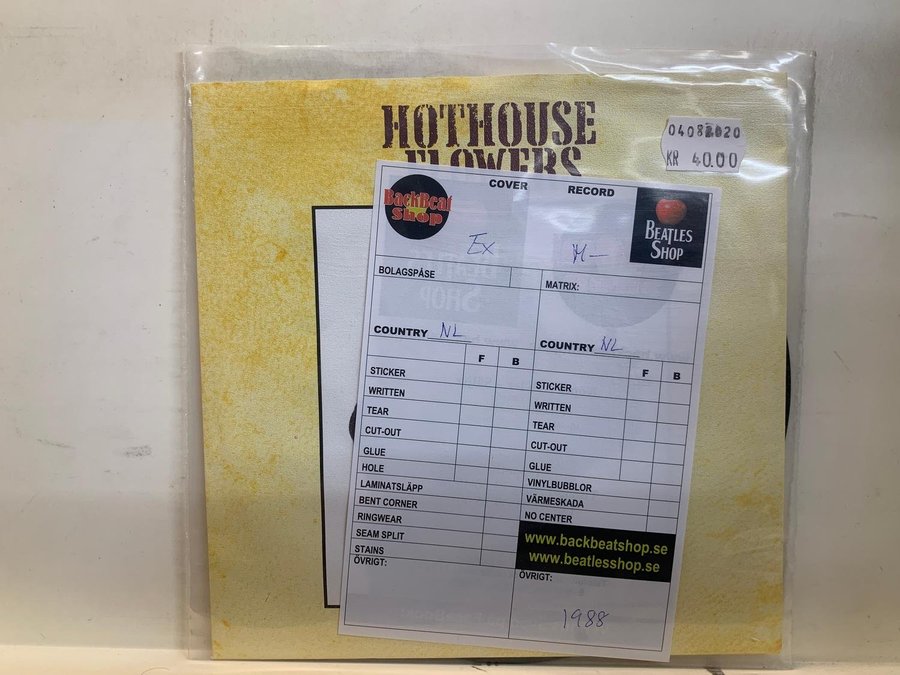 HOTHOUSE
FLOWERS
04082020
KR 40.00
BackBeat
Shop
COVER
RECORD
BEATLES
SHOP
Ex
M-
BOLAGSPÅSE
MATRIX:
COUNTRY NL
COUNTRY NL
F B
F B
STICKER
WRITTEN
TEAR
CUT-OUT
GLUE
HOLE
LAMINATSLÄPP
BENT CORNER
RINGWEAR
SEAM SPLIT
STAINS
ÖVRIGT:
STICKER
WRITTEN
TEAR
CUT-OUT
GLUE
VINYLBUBBLOR
VÄRMESKADA
NO CENTER
www.backbeatshop.se
www.beatlesshop.se
ÖVRIGT:
1988